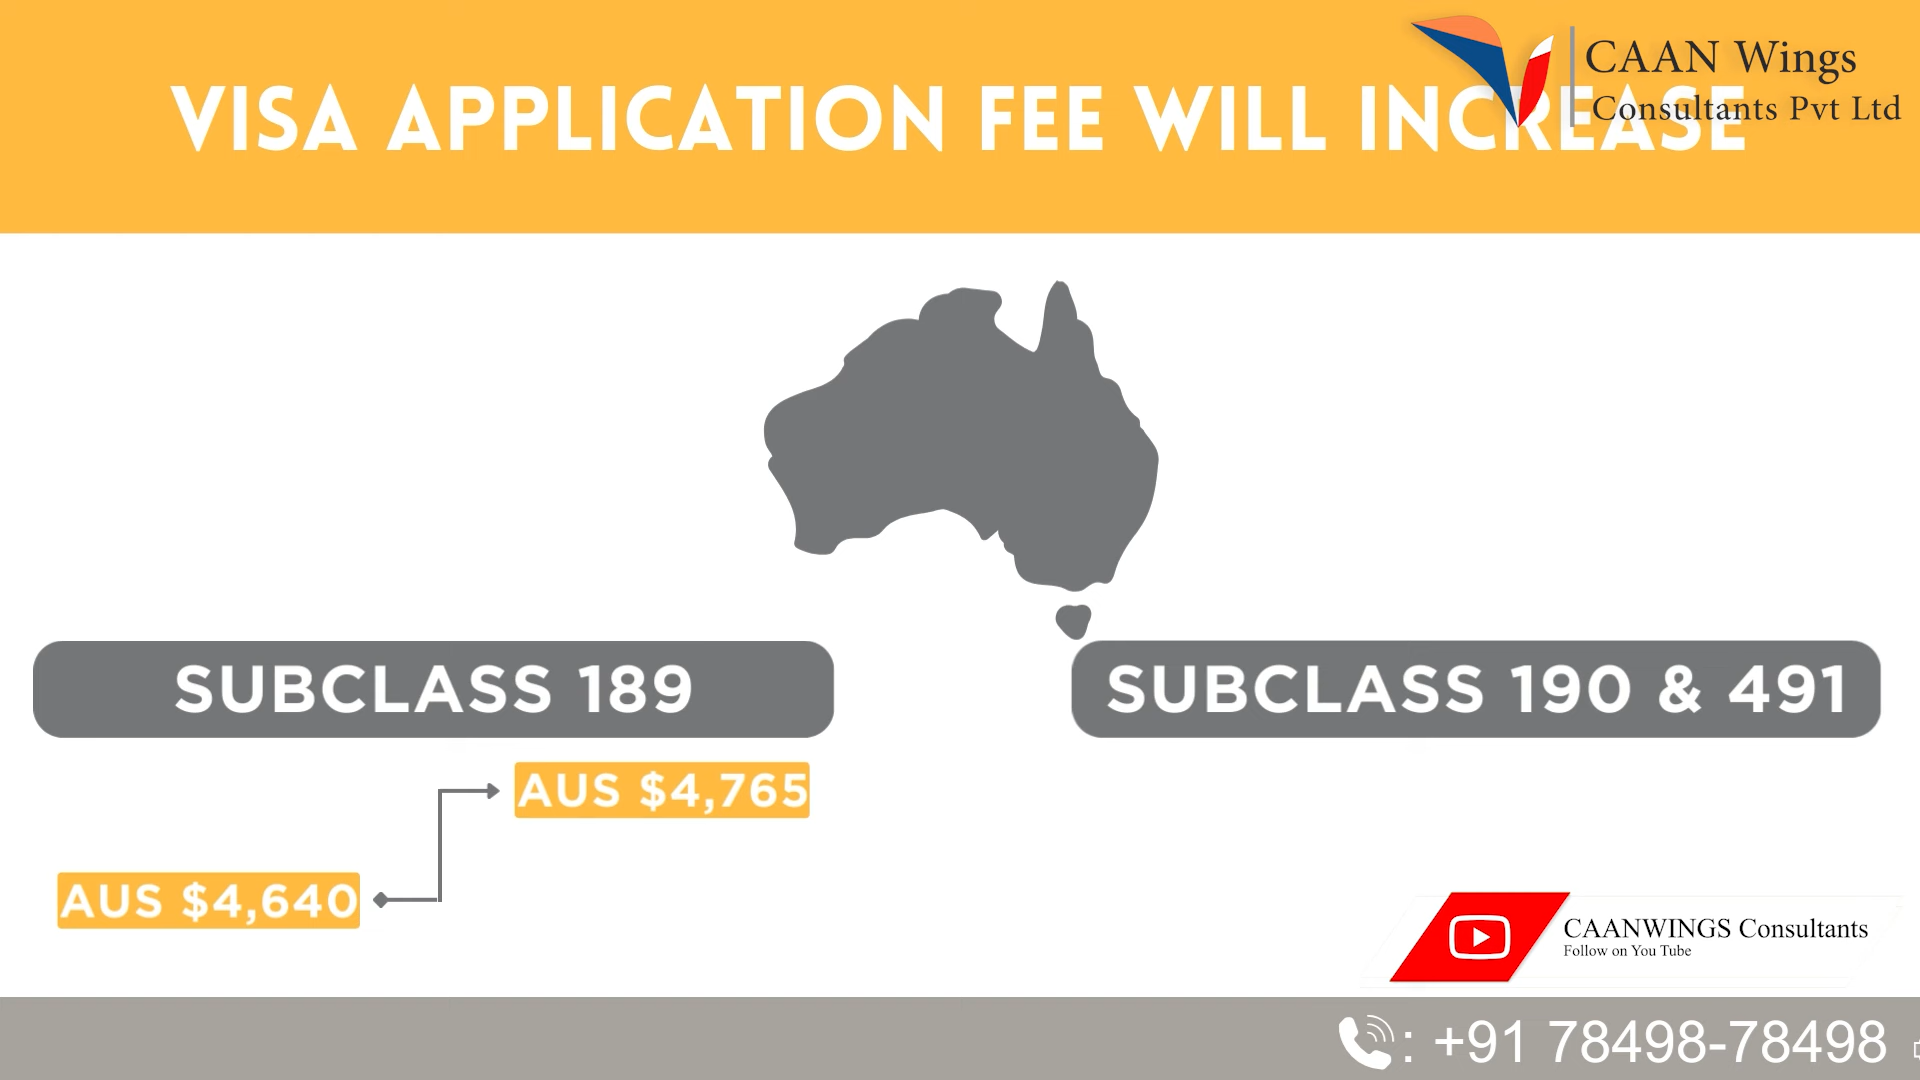 CAAN Wings
Consultants Pvt Ltd
VISA APPLICATION FEE WILL INCREASE
SUBCLASS 189
SUBCLASS 190 & 491
AUS $4,765
AUS $4,640
CAANWINGS Consultants
Follow on You Tube
: +91 78498-78498